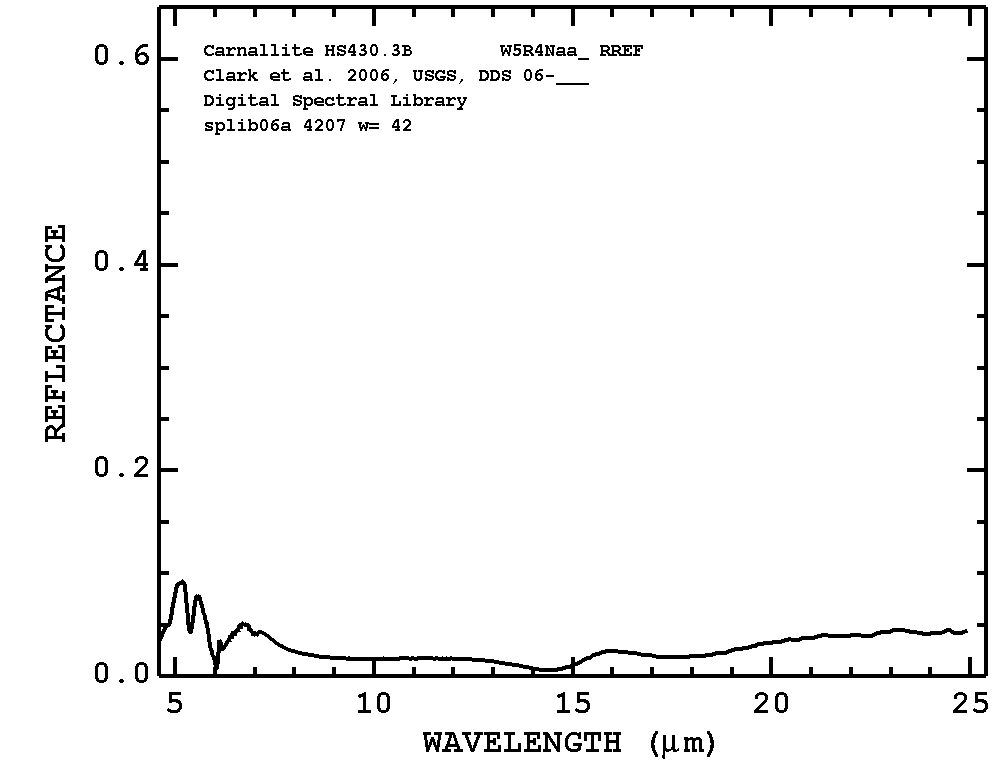 Carnallite HS430.3B W5R4Naa_ RREF
Clark et al. 2006, USGS, DDS 06-___
Digital Spectral Library
splib06a 4207 w= 42
0.6
0.4
0.2
0.0
REFLECTANCE
5 10 15 20 25
WAVELENGTH (μm)